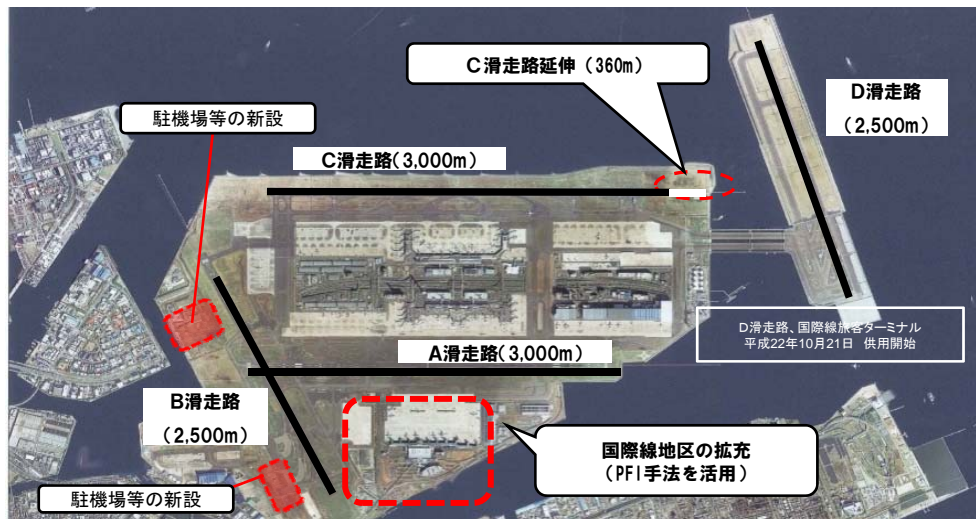 C滑走路延伸（360m）
D滑走路
（2,500m）
駐機場等の新設
C滑走路(3,000m)
D滑走路、国際線旅客ターミナル
平成22年10月21日　供用開始
A滑走路(3,000m)
B滑走路
（2,500m）
国際線地区の拡充
（PFI手法を活用）
駐機場等の新設